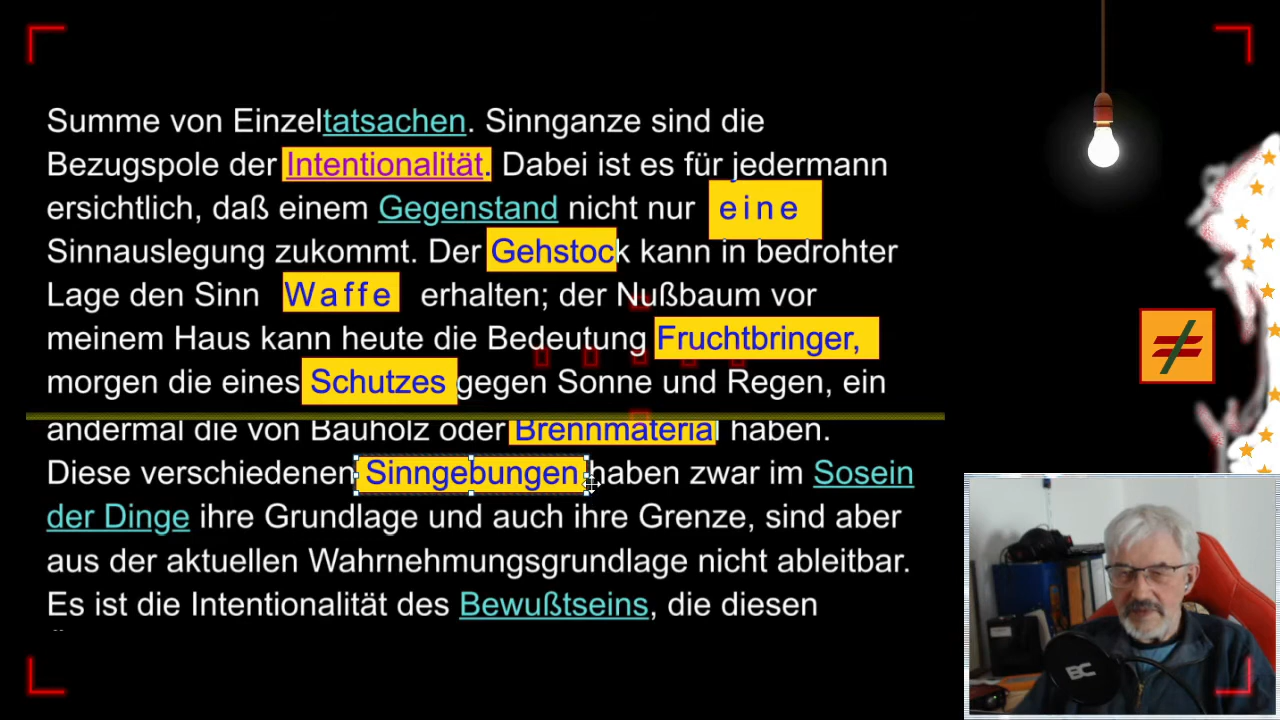 Summe von Einzeltatsachen. Sinnganze sind die
Bezugspole der Intentionalität. Dabei ist es für jedermann
ersichtlich, daß einem Gegenstand nicht nur eine
Sinnauslegung zukommt. Der Gehstock kann in bedrohter
Lage den Sinn Waffe erhalten; der Nußbaum vor
meinem Haus kann heute die Bedeutung Fruchtbringer,
morgen die eines Schutzes gegen Sonne und Regen, ein
andermal die von Bauholz oder Brennmaterial haben.
Diese verschiedenen Sinngebungen haben zwar im Sosein
der Dinge ihre Grundlage und auch ihre Grenze, sind aber
aus der aktuellen Wahrnehmungsgrundlage nicht ableitbar.
Es ist die Intentionalität des Bewußtseins, die diesen
≠
BC